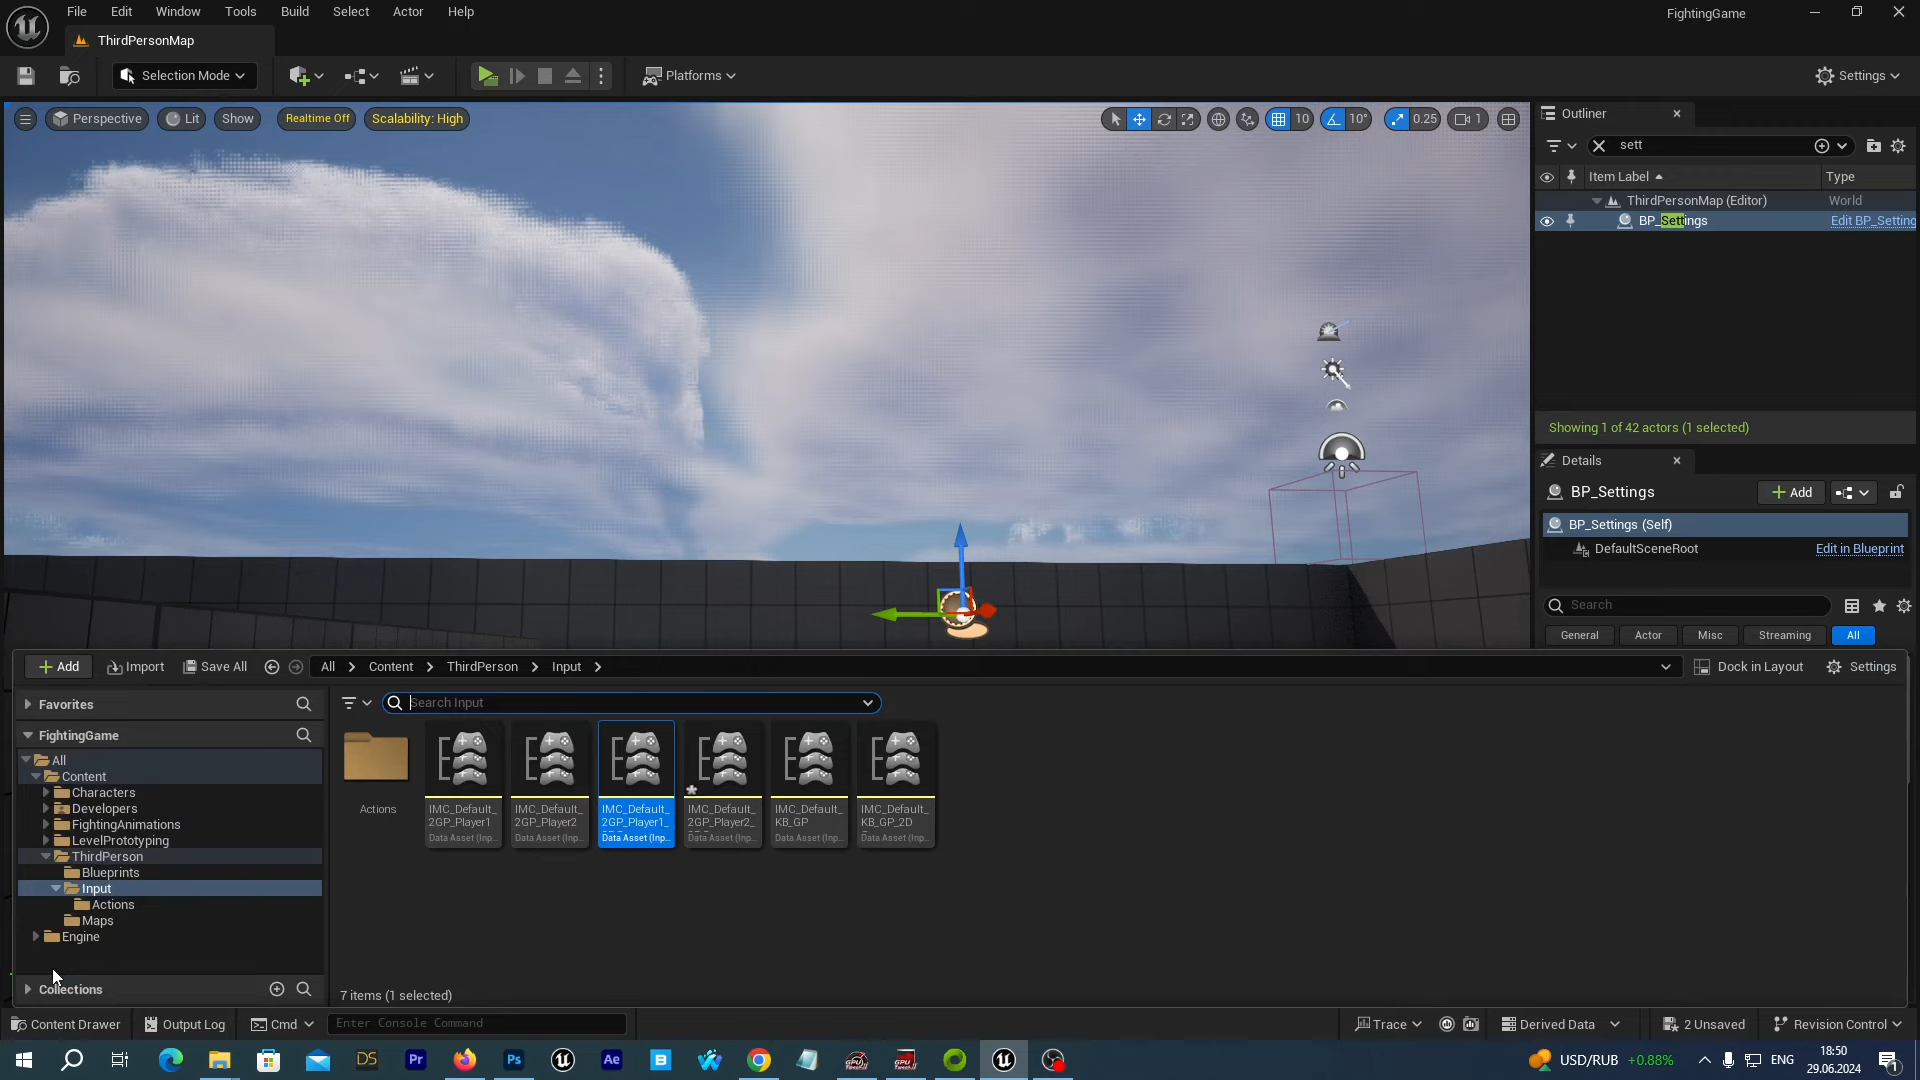 File Edit Window Tools Build Select Actor Help
FightingGame
ThirdPersonMap
Selection Mode
Platforms
Settings
Perspective Lit Show Realtime Off Scalability: High
10 10° 0.25 1
Outliner
sett
Item Label Type
ThirdPersonMap (Editor) World
BP_Settings Edit BP_Setting
Showing 1 of 42 actors (1 selected)
Details
BP_Settings
Add
BP_Settings (Self)
DefaultSceneRoot Edit in Blueprint
Search
General Actor Misc Streaming All
Add Import Save All All Content ThirdPerson Input Dock in Layout Settings
Favorites
Search Input
FightingGame
All
Content
Characters
Developers
FightingAnimations
LevelPrototyping
ThirdPerson
Blueprints
Input
Actions
Maps
Engine
Collections
Actions
IMC_Default_
2GP_Player1
Data Asset (Inp...
IMC_Default_
2GP_Player2
Data Asset (Inp...
IMC_Default_
2GP_Player1_
Data Asset (Inp...
IMC_Default_
2GP_Player2_
Data Asset (Inp...
IMC_Default_
KB_GP
Data Asset (Inp...
IMC_Default_
KB_GP_2D
Data Asset (Inp...
7 items (1 selected)
Content Drawer Output Log Cmd Enter Console Command Trace Derived Data 2 Unsaved Revision Control
DS Pr Ps Ae
USD/RUB +0.88% ENG
18:50
29.06.2024
1